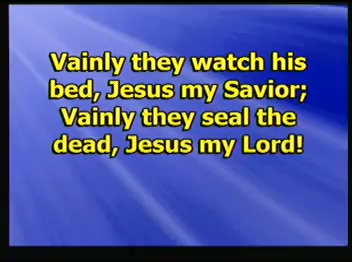 Vainly they watch his
bed, Jesus my Savior;
Vainly they seal the
dead, Jesus my Lord!